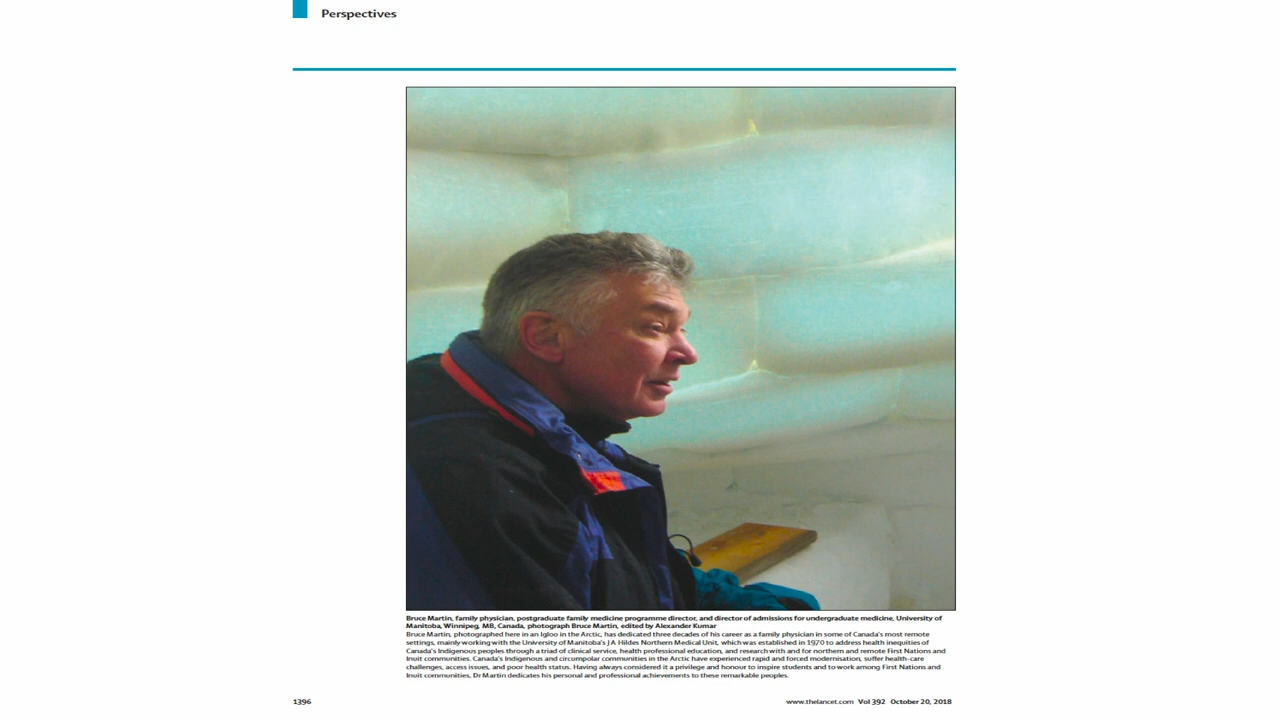 Perspectives
Bruce Martin, family physician, postgraduate family medicine programme director, and director of admissions for undergraduate medicine, University of
Manitoba, Winnipeg, MB, Canada, photograph Bruce Martin, edited by Alexander Kumar
Bruce Martin, photographed here in an Igloo in the Arctic, has dedicated three decades of his career as a family physician in some of Canada's most remote
settings, mainly working with the University of Manitoba's J A Hildes Northern Medical Unit, which was established in 1970 to address health inequities of
Canada's Indigenous peoples through a triad of clinical service, health professional education, and research with and for northern and remote First Nations and
Inuit communities. Canada's Indigenous and circumpolar communities in the Arctic have experienced rapid and forced modernisation, suffer health-care
challenges, access issues, and poor health status. Having always considered it a privilege and honour to inspire students and to work among First Nations and
Inuit communities, Dr Martin dedicates his personal and professional achievements to these remarkable peoples.
1396 www.thelancet.com Vol 392 October 20, 2018